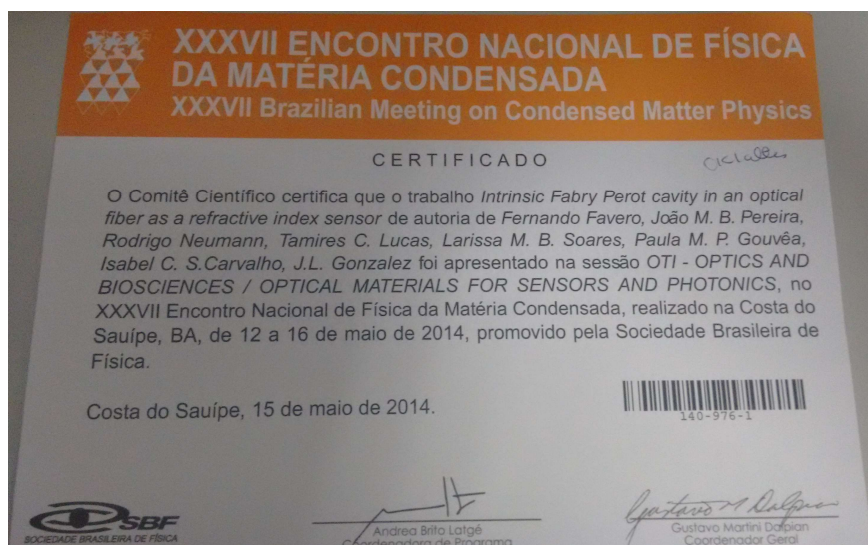 XXXVII ENCONTRO NACIONAL DE FÍSICA
DA MATÉRIA CONDENSADA
XXXVII Brazilian Meeting on Condensed Matter Physics
CERTIFICADO
O Comitê Científico certifica que o trabalho Intrinsic Fabry Perot cavity in an optical
fiber as a refractive index sensor de autoria de Fernando Favero, João M. B. Pereira,
Rodrigo Neumann, Tamires C. Lucas, Larissa M. B. Soares, Paula M. P. Gouvêa,
Isabel C. S.Carvalho, J.L. Gonzalez foi apresentado na sessão OTI - OPTICS AND
BIOSCIENCES / OPTICAL MATERIALS FOR SENSORS AND PHOTONICS, no
XXXVII Encontro Nacional de Física da Matéria Condensada, realizado na Costa do
Sauípe, BA, de 12 a 16 de maio de 2014, promovido pela Sociedade Brasileira de
Física.
Costa do Sauípe, 15 de maio de 2014.
140-976-1
SBF
SOCIEDADE BRASILEIRA DE FÍSICA
Andrea Brito Latgé
Coordenadora de Programa
Gustavo M Dalpian
Gustavo Martini Dalpian
Coordenador Geral